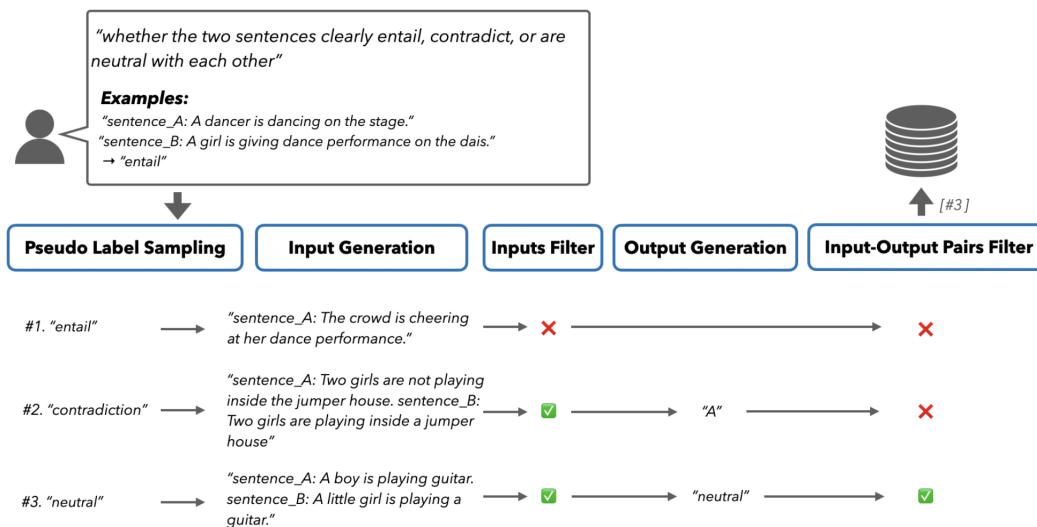 “whether the two sentences clearly entail, contradict, or are
neutral with each other”
Examples:
“sentence_A: A dancer is dancing on the stage.”
“sentence_B: A girl is giving dance performance on the dais.”
→ “entail”
[#3]
Pseudo Label Sampling
Input Generation
Inputs Filter
Output Generation
Input-Output Pairs Filter
#1. “entail”
“sentence_A: The crowd is cheering
at her dance performance.”
#2. “contradiction”
“sentence_A: Two girls are not playing
inside the jumper house. sentence_B:
Two girls are playing inside a jumper
house”
“A”
#3. “neutral”
“sentence_A: A boy is playing guitar.
sentence_B: A little girl is playing a
guitar.”
“neutral”